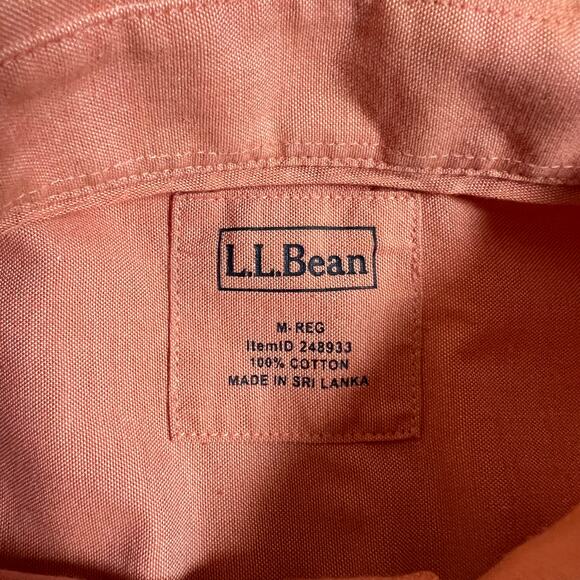 L.L.Bean
M-REG
ItemID 248933
100% COTTON
MADE IN SRI LANKA